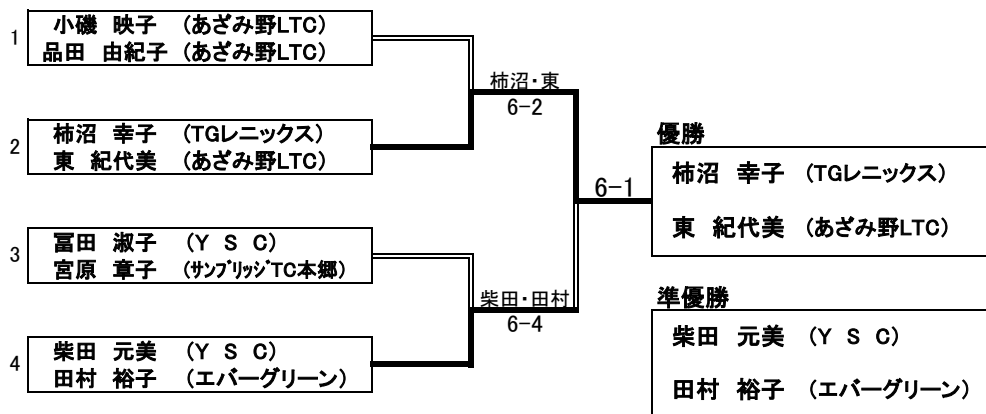 1
小磯 映子 (あざみ野LTC)
品田 由紀子 (あざみ野LTC)
柿沼・東
6-2
2
柿沼 幸子 (TGレニックス)
東 紀代美 (あざみ野LTC)
6-1
優勝
柿沼 幸子 (TGレニックス)
東 紀代美 (あざみ野LTC)
3
冨田 淑子 (Y S C)
宮原 章子 (サンブリッジTC本郷)
柴田・田村
6-4
4
柴田 元美 (Y S C)
田村 裕子 (エバーグリーン)
準優勝
柴田 元美 (Y S C)
田村 裕子 (エバーグリーン)